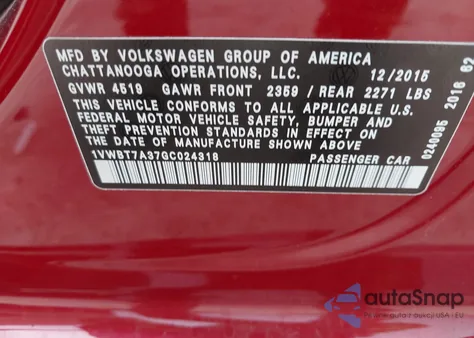 MFD BY VOLKSWAGEN GROUP OF AMERICA
CHATTANOOGA OPERATIONS, LLC. 12/2015
GVWR 4519 GAWR FRONT 2359 / REAR 2271 LBS
THIS VEHICLE CONFORMS TO ALL APPLICABLE
FEDERAL MOTOR VEHICLE SAFETY, BUMPER AND
THEFT PREVENTION STANDARDS IN EFFECT ON
THE DATE OF MANUFACTURE SHOWN ABOVE
1VWBT7A37GC024318 PASSENGER CAR
0240095 2016 62
autoSnap